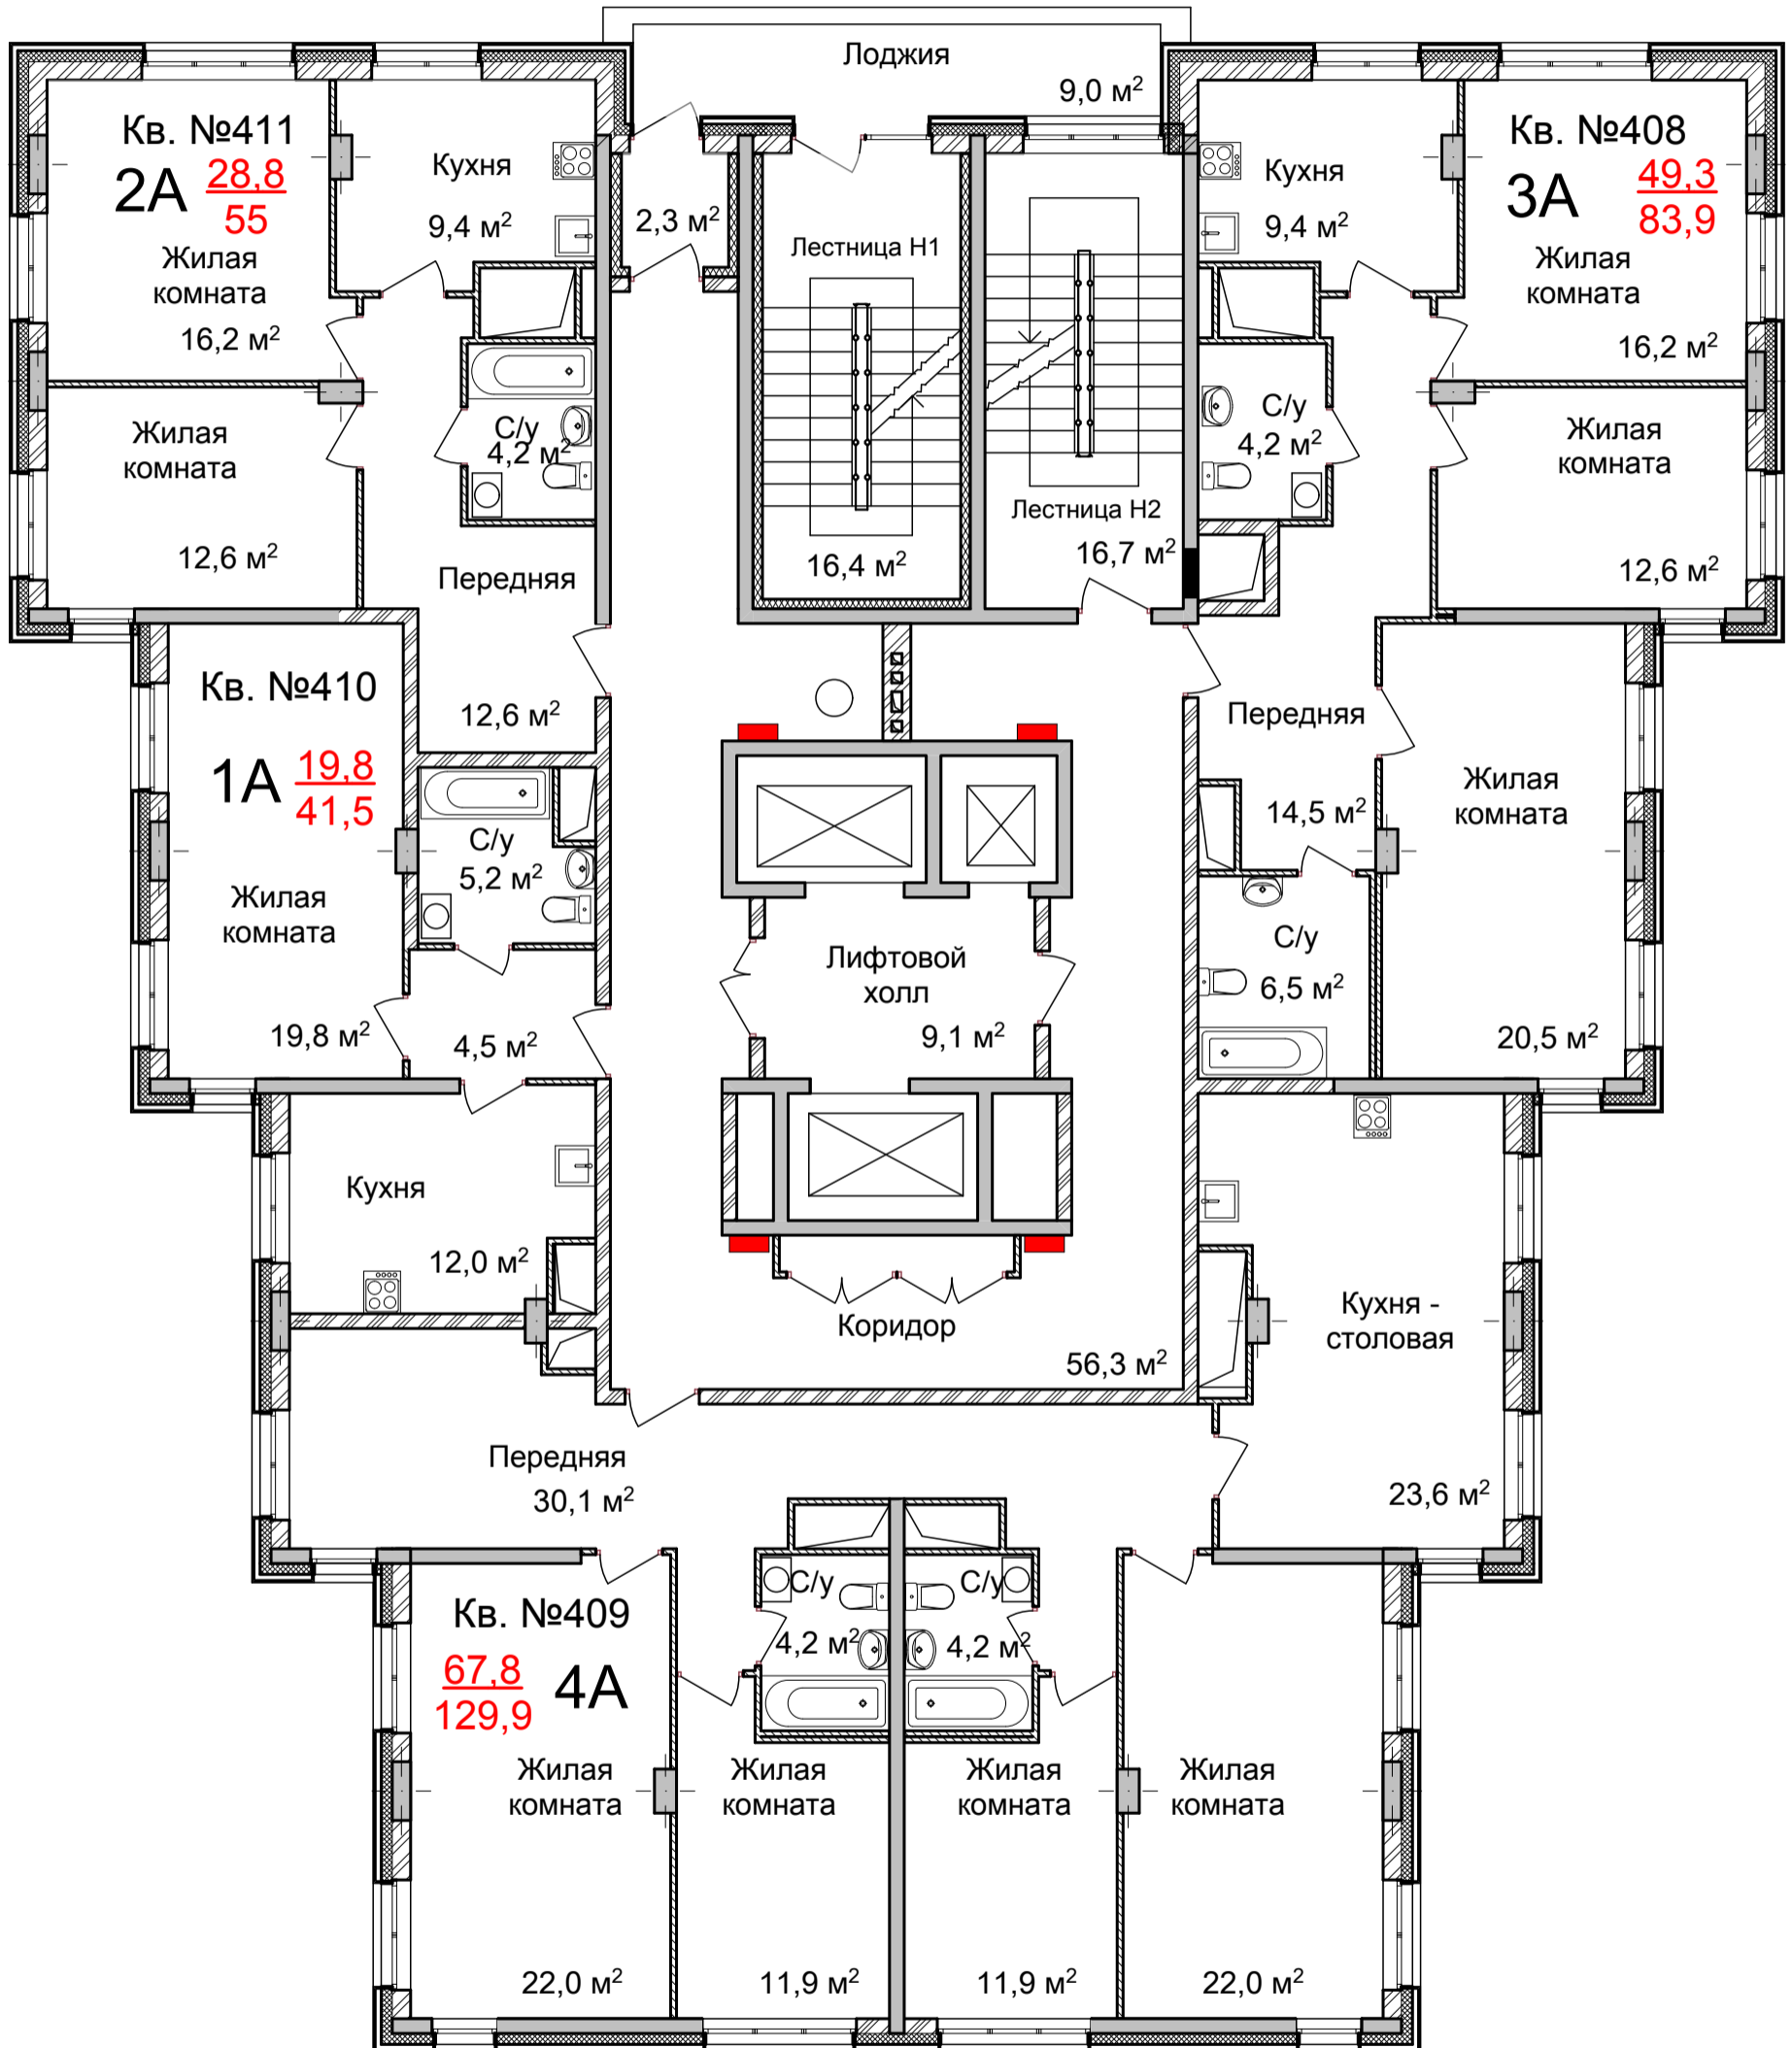 Лоджия
9,0 м²
Кв. №411
2А
28,8
55
Жилая
комната
16,2 м²
Кухня
9,4 м²
2,3 м²
Лестница Н1
16,4 м²
Лестница Н2
16,7 м²
Кухня
9,4 м²
Кв. №408
3А
49,3
83,9
Жилая
комната
16,2 м²
Жилая
комната
12,6 м²
С/у
4,2 м²
Передняя
12,6 м²
С/у
4,2 м²
Жилая
комната
12,6 м²
Кв. №410
1А
19,8
41,5
Жилая
комната
19,8 м²
С/у
5,2 м²
4,5 м²
Лифтовой
холл
9,1 м²
Передняя
14,5 м²
С/у
6,5 м²
Жилая
комната
20,5 м²
Кухня
12,0 м²
Коридор
56,3 м²
Кухня -
столовая
23,6 м²
Передняя
30,1 м²
Кв. №409
67,8
129,9
4А
Жилая
комната
22,0 м²
С/у
4,2 м²
Жилая
комната
11,9 м²
С/у
4,2 м²
Жилая
комната
11,9 м²
Жилая
комната
22,0 м²